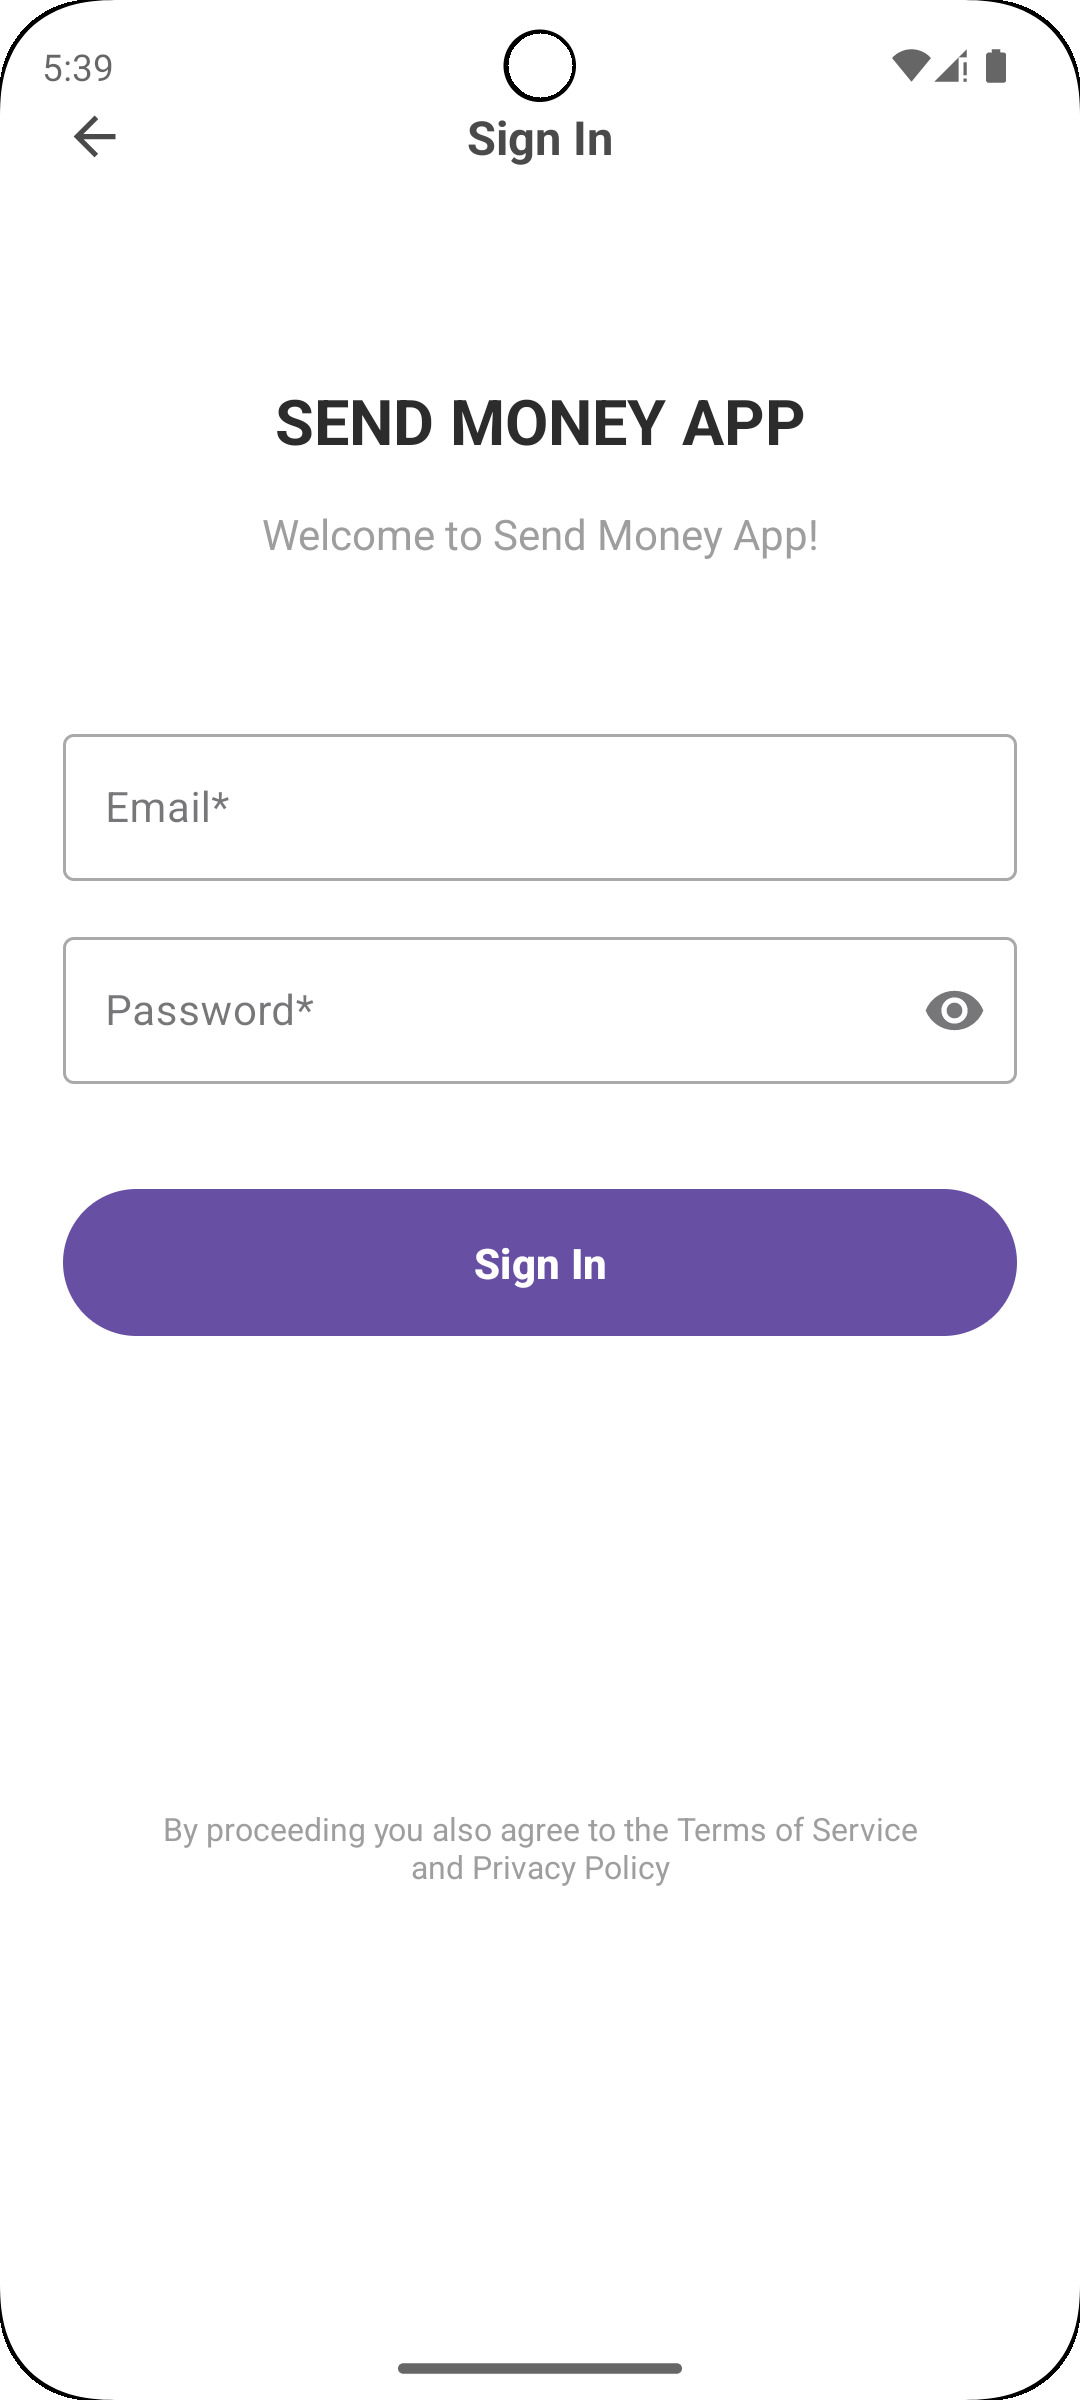 5:39
Sign In
SEND MONEY APP
Welcome to Send Money App!
Email*
Password*
Sign In
By proceeding you also agree to the Terms of Service
and Privacy Policy